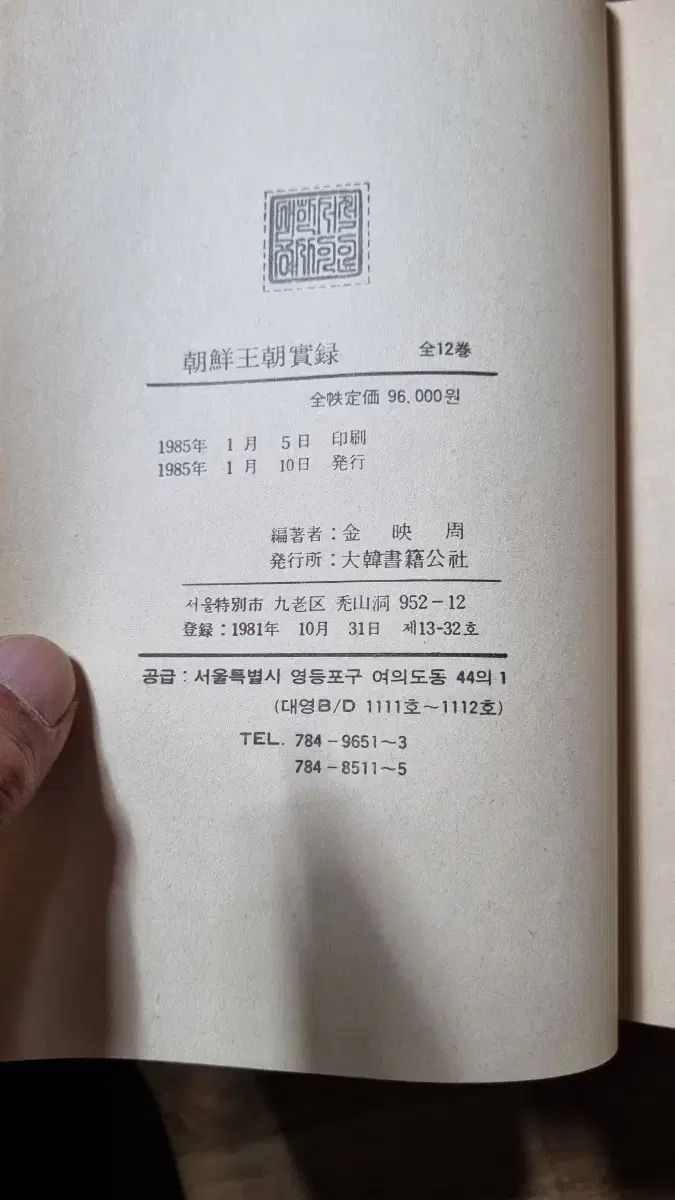 朝鮮王朝實録 全12巻
全帙定価 96,000원
1985年 1月 5日 印刷
1985年 1月 10日 発行
編著者 : 金映周
発行所 : 大韓書籍公社
서울特別市 九老区 禿山洞 952-12
登録 : 1981年 10月 31日 제13-32호
공급 : 서울특별시 영등포구 여의도동 44의 1
(대영B/D 1111호~1112호)
TEL. 784-9651~3
784-8511~5